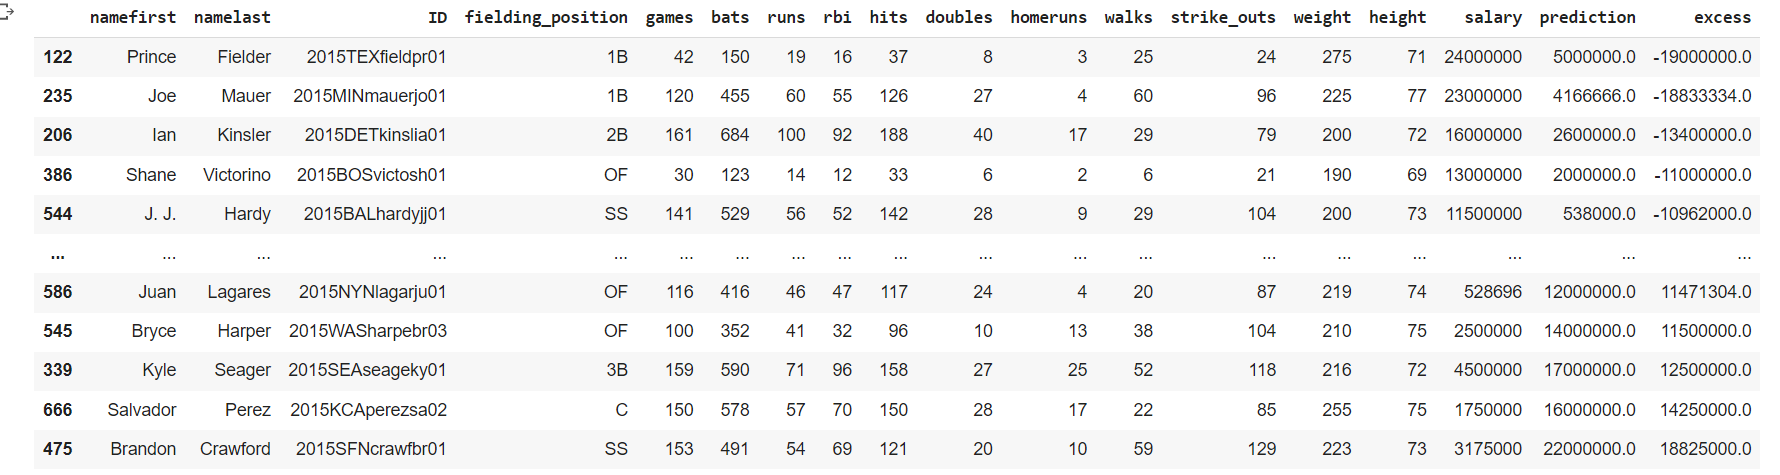 namefirst namelast ID fielding_position games bats runs rbi hits doubles homeruns walks strike_outs weight height salary prediction excess
122 Prince Fielder 2015TEXfieldpr01 1B 42 150 19 16 37 8 3 25 24 275 71 24000000 5000000.0 -19000000.0
235 Joe Mauer 2015MINmauerjo01 1B 120 455 60 55 126 27 4 60 96 225 77 23000000 4166666.0 -18833334.0
206 Ian Kinsler 2015DETkinslia01 2B 161 684 100 92 188 40 17 29 79 200 72 16000000 2600000.0 -13400000.0
386 Shane Victorino 2015BOSvictosh01 OF 30 123 14 12 33 6 2 6 21 190 69 13000000 2000000.0 -11000000.0
544 J. J. Hardy 2015BALhardyjj01 SS 141 529 56 52 142 28 9 29 104 200 73 11500000 538000.0 -10962000.0
... ... ... ... ... ... ... ... ... ... ... ... ... ... ... ... ... ... ...
586 Juan Lagares 2015NYNlagarju01 OF 116 416 46 47 117 24 4 20 87 219 74 528696 12000000.0 11471304.0
545 Bryce Harper 2015WASharpebr03 OF 100 352 41 32 96 10 13 38 104 210 75 2500000 14000000.0 11500000.0
339 Kyle Seager 2015SEAseageky01 3B 159 590 71 96 158 27 25 52 118 216 72 4500000 17000000.0 12500000.0
666 Salvador Perez 2015KCAperezsa02 C 150 578 57 70 150 28 17 22 85 255 75 1750000 16000000.0 14250000.0
475 Brandon Crawford 2015SFNcrawfbr01 SS 153 491 54 69 121 20 10 59 129 223 73 3175000 22000000.0 18825000.0